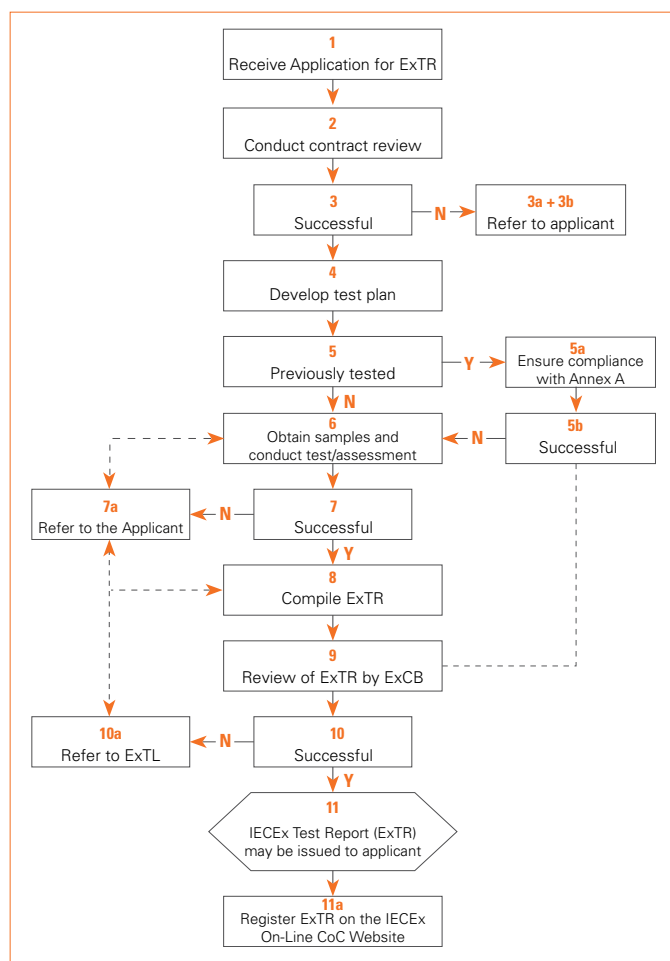 1
Receive Application for ExTR
2
Conduct contract review
3
Successful
N
3a + 3b
Refer to applicant
4
Develop test plan
5
Previously tested
Y
5a
Ensure compliance
with Annex A
N
6
Obtain samples and
conduct test/assessment
N
5b
Successful
7a
Refer to the Applicant
N
7
Successful
Y
8
Compile ExTR
9
Review of ExTR by ExCB
10a
Refer to ExTL
N
10
Successful
Y
11
IECEx Test Report (ExTR)
may be issued to applicant
11a
Register ExTR on the IECEx
On-Line CoC Website